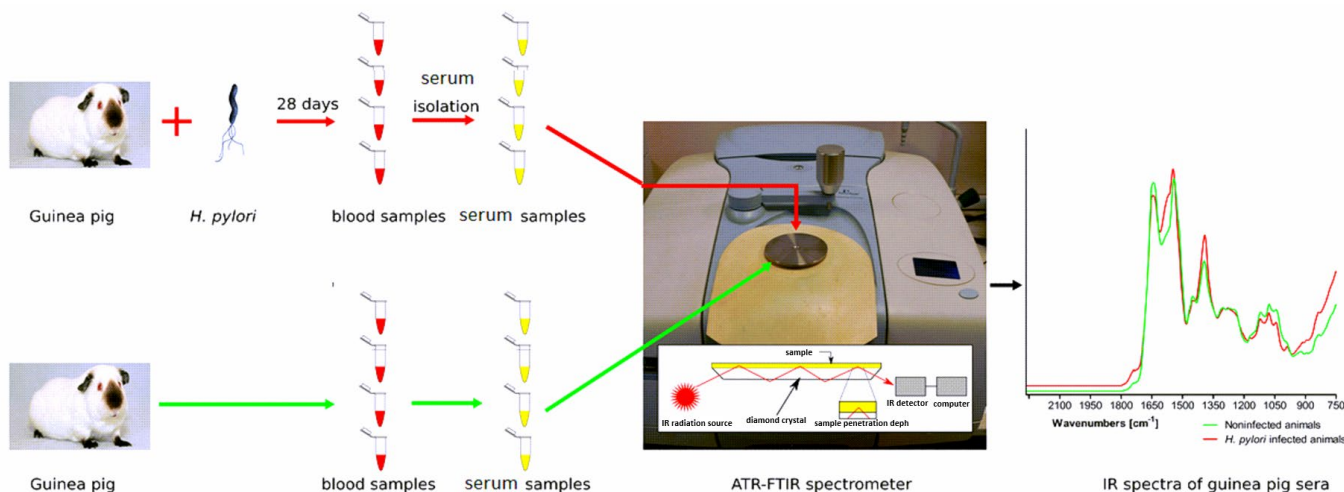 28 days
serum
isolation
Guinea pig
H. pylori
blood samples
serum samples
sample
IR radiation source
diamond crystal
sample penetration deph
IR detector
computer
2100 1950 1800 1650 1500 1350 1200 1050 900 750
Wavenumbers [cm-1]
Noninfected animals
H. pylori infected animals
Guinea pig
blood samples
serum samples
ATR-FTIR spectrometer
IR spectra of guinea pig sera